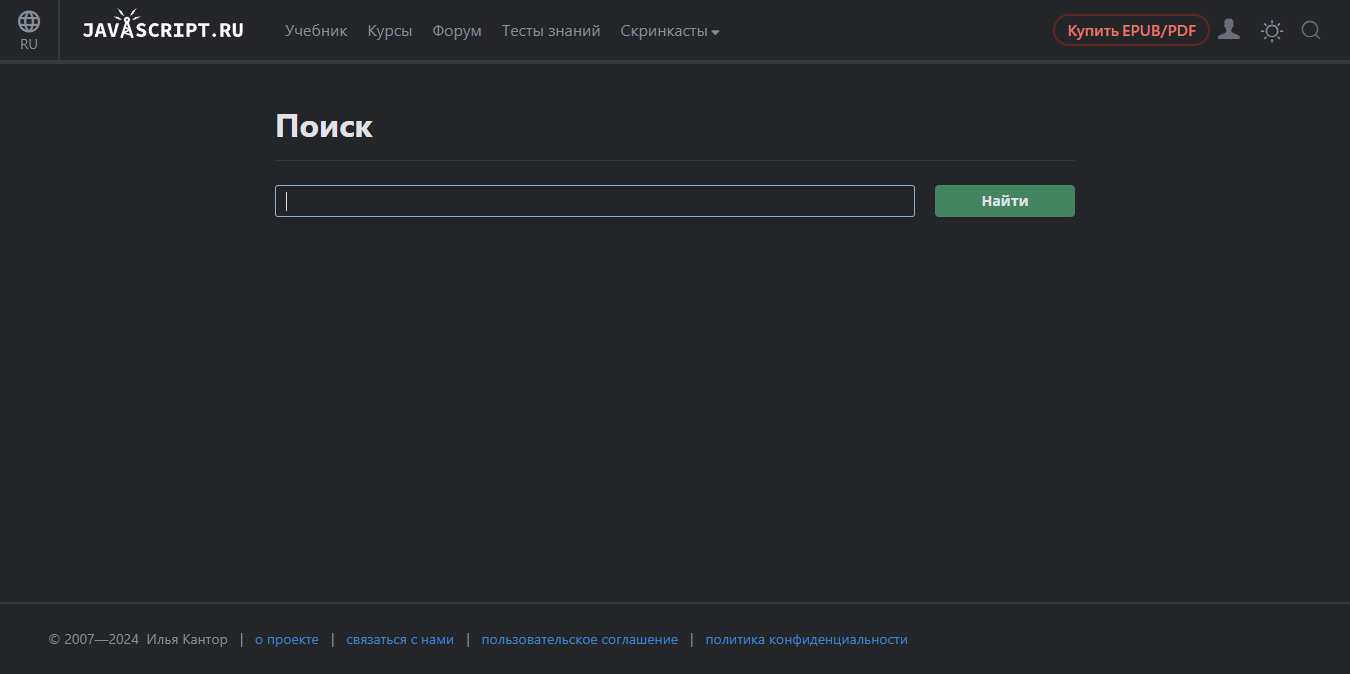 RU
JAVASCRIPT.RU
Учебник Курсы Форум Тесты знаний Скринкасты
Купить EPUB/PDF
Поиск
Найти
© 2007—2024 Илья Кантор | о проекте | связаться с нами | пользовательское соглашение | политика конфиденциальности